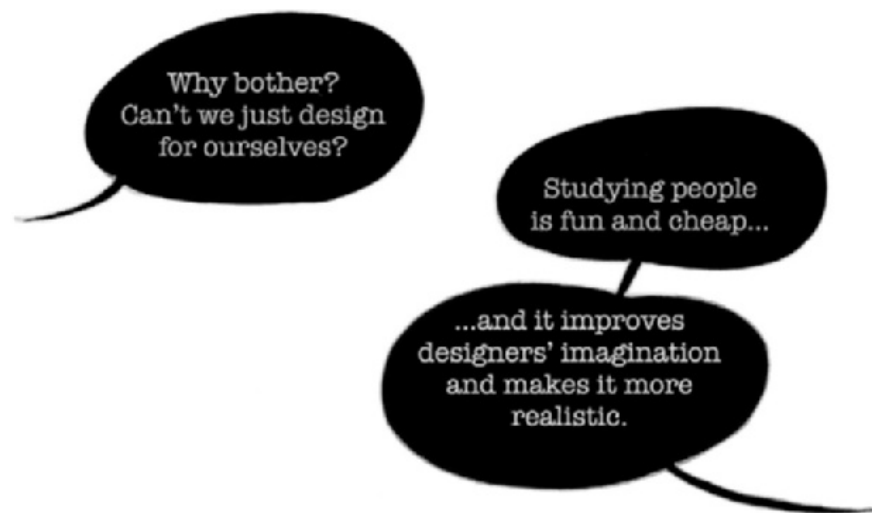 Why bother?
Can't we just design
for ourselves?
Studying people
is fun and cheap...
...and it improves
designers' imagination
and makes it more
realistic.